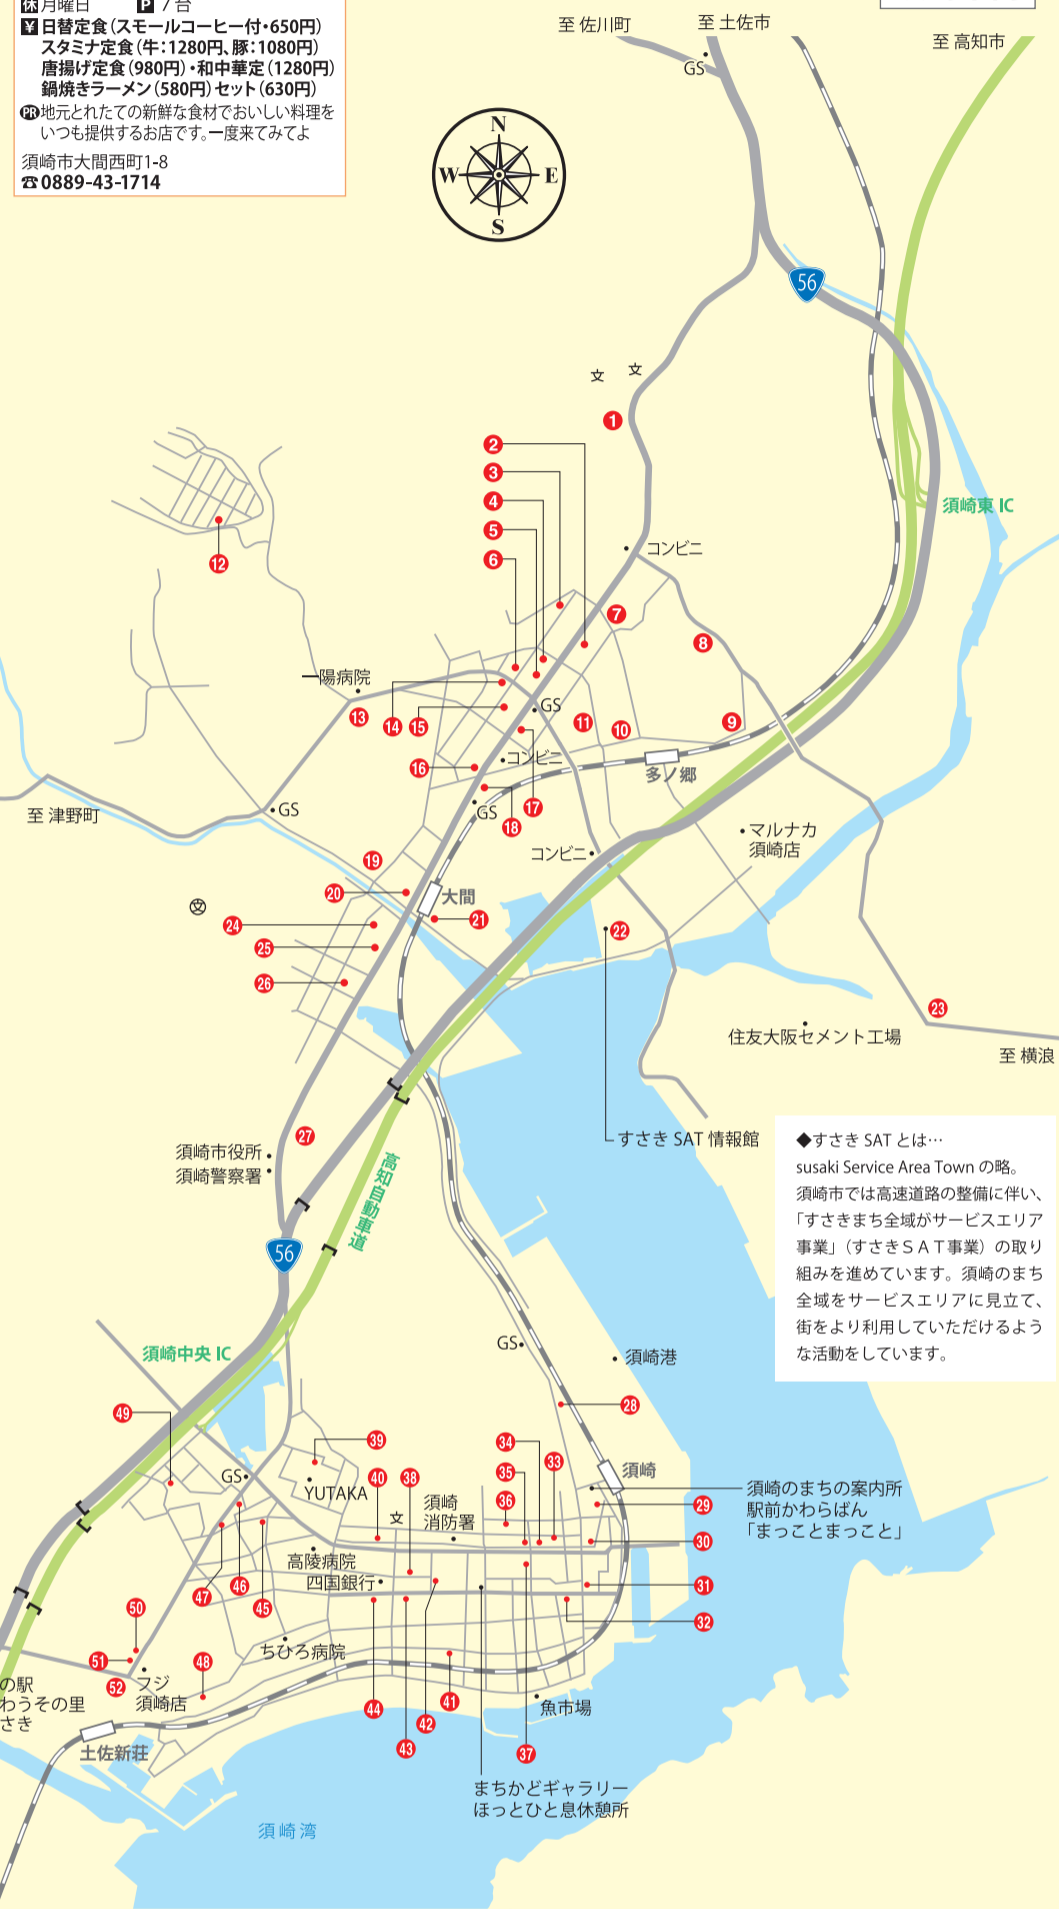 休 月曜日 P 7台
¥ 日替定食（スモールコーヒー付・650円）
スタミナ定食（牛：1280円、豚：1080円）
唐揚げ定食（980円）・和中華定（1280円）
鍋焼きラーメン（580円）セット（630円）
PR 地元とれたての新鮮な食材でおいしい料理を
いつも提供するお店です。一度来てみてよ
須崎市大間西町1-8
☎0889-43-1714
至 佐川町
至 土佐市
至 高知市
GS
N
W
E
S
56
文
文
1
2
3
4
5
6
須崎東 IC
コンビニ
12
7
8
一陽病院
13
14
15
GS
11
10
9
16
コンビニ
多ノ郷
17
GS
18
至 津野町
GS
マルナカ
須崎店
コンビニ
19
20
大間
21
文
24
22
25
26
23
住友大阪セメント工場
至 横浪
27
すさき SAT 情報館
須崎市役所
須崎警察署
高知自動車道
◆すさき SAT とは…
susaki Service Area Town の略。
須崎市では高速道路の整備に伴い、
「すさきまち全域がサービスエリア
事業」（すさきＳＡＴ事業）の取り
組みを進めています。須崎のまち
全域をサービスエリアに見立て、
街をより利用していただけるよう
な活動をしています。
56
須崎中央 IC
GS
須崎港
28
49
39
34
33
40
38
35
須崎
GS
YUTAKA
36
須崎のまちの案内所
駅前かわらばん
「まっことまっこと」
文
須崎
消防署
29
30
高陵病院
四国銀行
31
47
46
45
32
50
ちひろ病院
51
48
52
フジ
須崎店
の駅
わうその里
さき
44
41
42
魚市場
43
37
土佐新荘
まちかどギャラリー
ほっとひと息休憩所
須崎湾